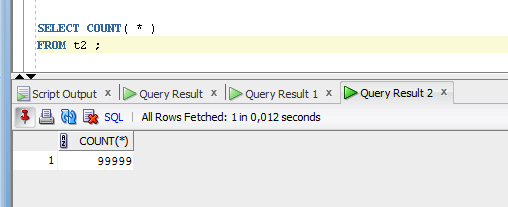 SELECT COUNT( * )
FROM t2 ;
Script Output x Query Result x Query Result 1 x Query Result 2 x
SQL All Rows Fetched: 1 in 0,012 seconds
A Z COUNT(*)
1 99999